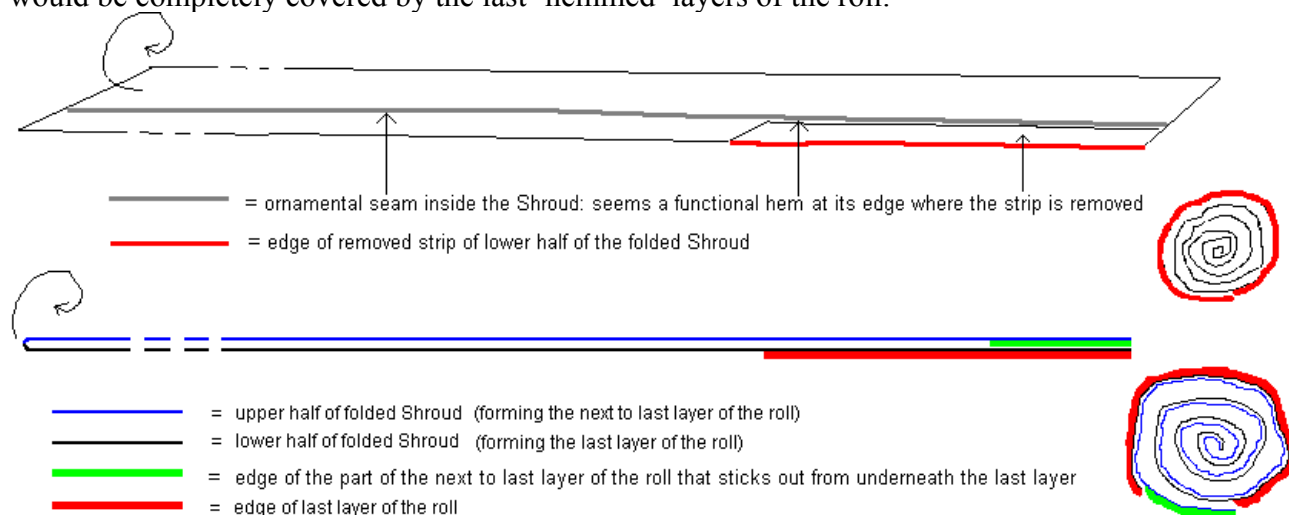 would be completely covered by the last 'hemmed' layers of the roll.
= ornamental seam inside the Shroud: seems a functional hem at its edge where the strip is removed
= edge of removed strip of lower half of the folded Shroud
= upper half of folded Shroud (forming the next to last layer of the roll)
= lower half of folded Shroud (forming the last layer of the roll)
= edge of the part of the next to last layer of the roll that sticks out from underneath the last layer
= edge of last layer of the roll